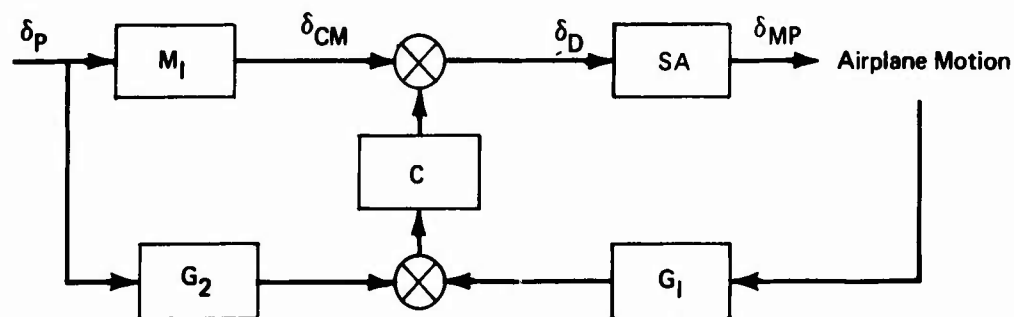 δP
M1
δCM
δD
SA
δMP
Airplane Motion
C
G2
G1